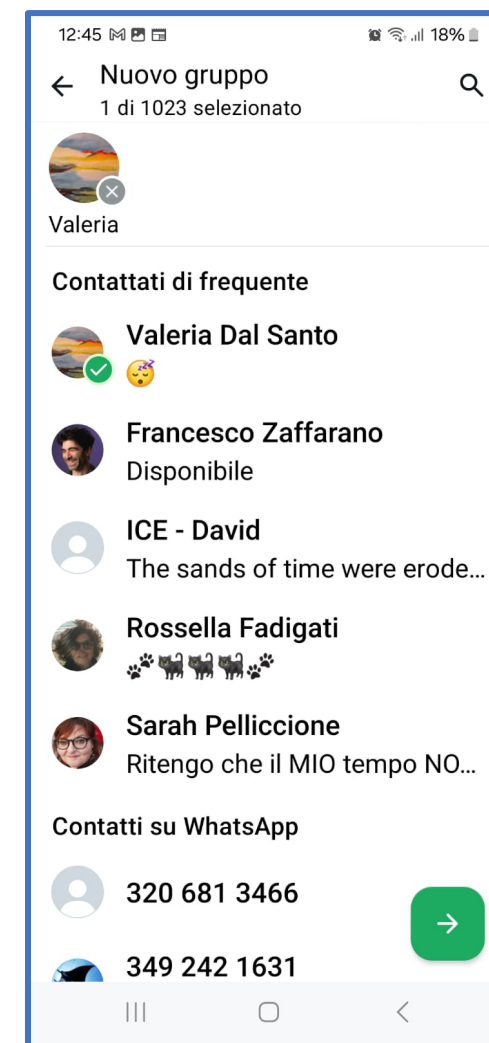 12:45 18%
Nuovo gruppo
1 di 1023 selezionato
Valeria
Contattati di frequente
Valeria Dal Santo
😴
Francesco Zaffarano
Disponibile
ICE - David
The sands of time were erode...
Rossella Fadigati
🐾🐈‍⬛🐈‍⬛🐈‍⬛🐾
Sarah Pelliccione
Ritengo che il MIO tempo NO...
Contatti su WhatsApp
320 681 3466
349 242 1631